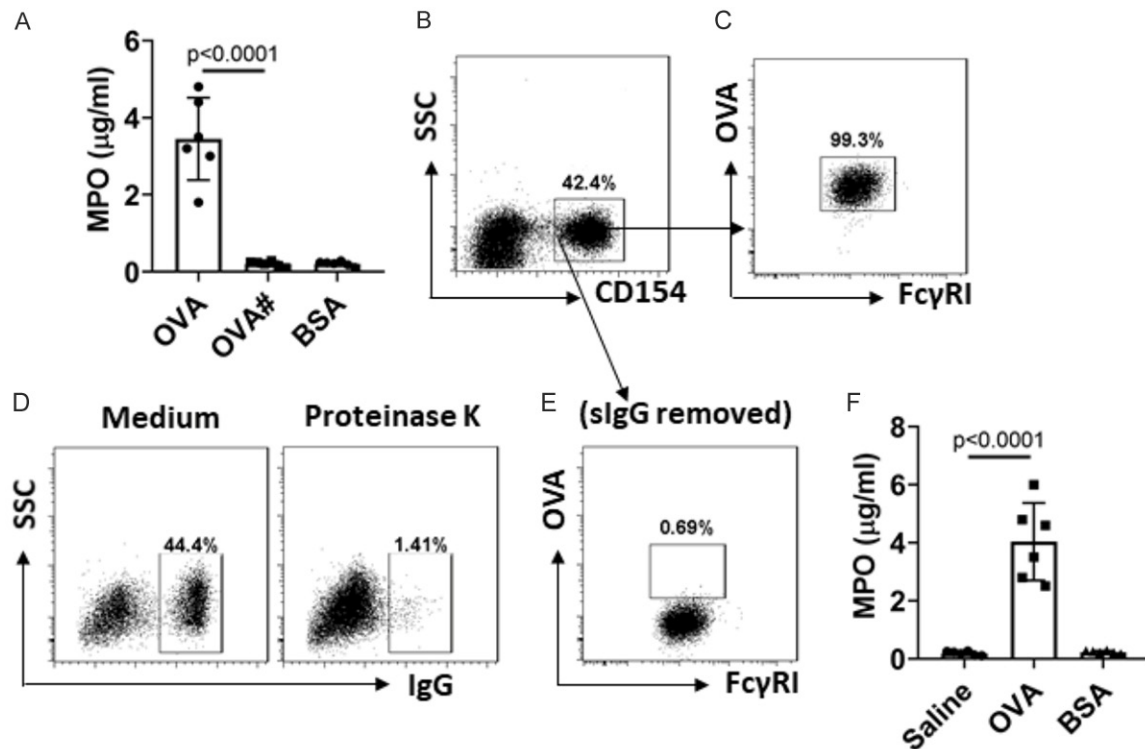 A
MPO (μg/ml)
6
4
2
0
p<0.0001
OVA
OVA#
BSA
B
SSC
42.4%
CD154
C
OVA
99.3%
FcγRI
D
Medium
Proteinase K
SSC
44.4%
1.41%
IgG
E
(sIgG removed)
OVA
0.69%
FcγRI
F
MPO (μg/ml)
8
6
4
2
0
p<0.0001
Saline
OVA
BSA